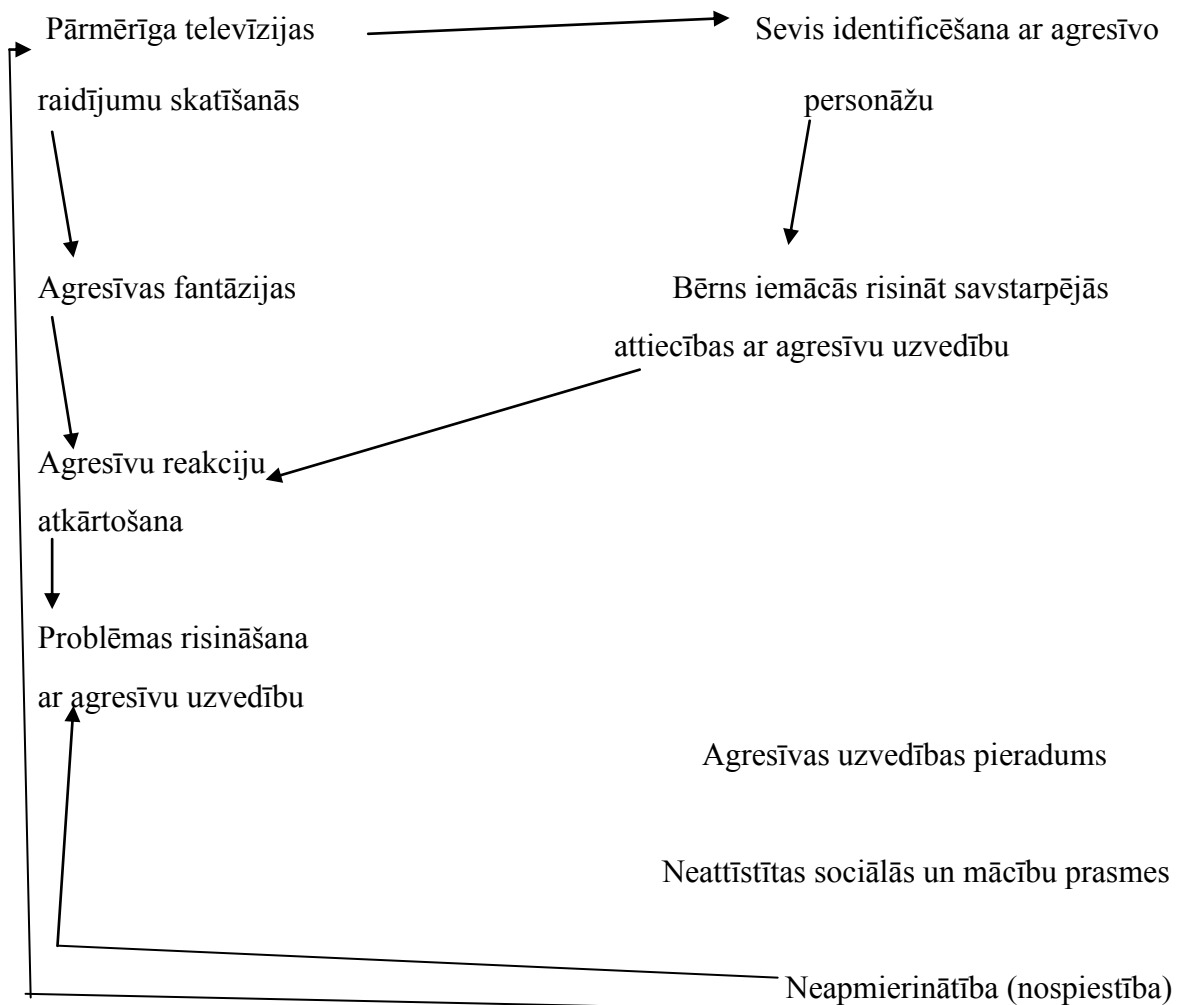 Pārmērīga televīzijas
raidījumu skatīšanās
Sevis identificēšana ar agresīvo
personāžu
Agresīvas fantāzijas
Bērns iemācās risināt savstarpējās
attiecības ar agresīvu uzvedību
Agresīvu reakciju
atkārtošana
Problēmas risināšana
ar agresīvu uzvedību
Agresīvas uzvedības pieradums
Neattīstītas sociālās un mācību prasmes
Neapmierinātība (nospiestība)